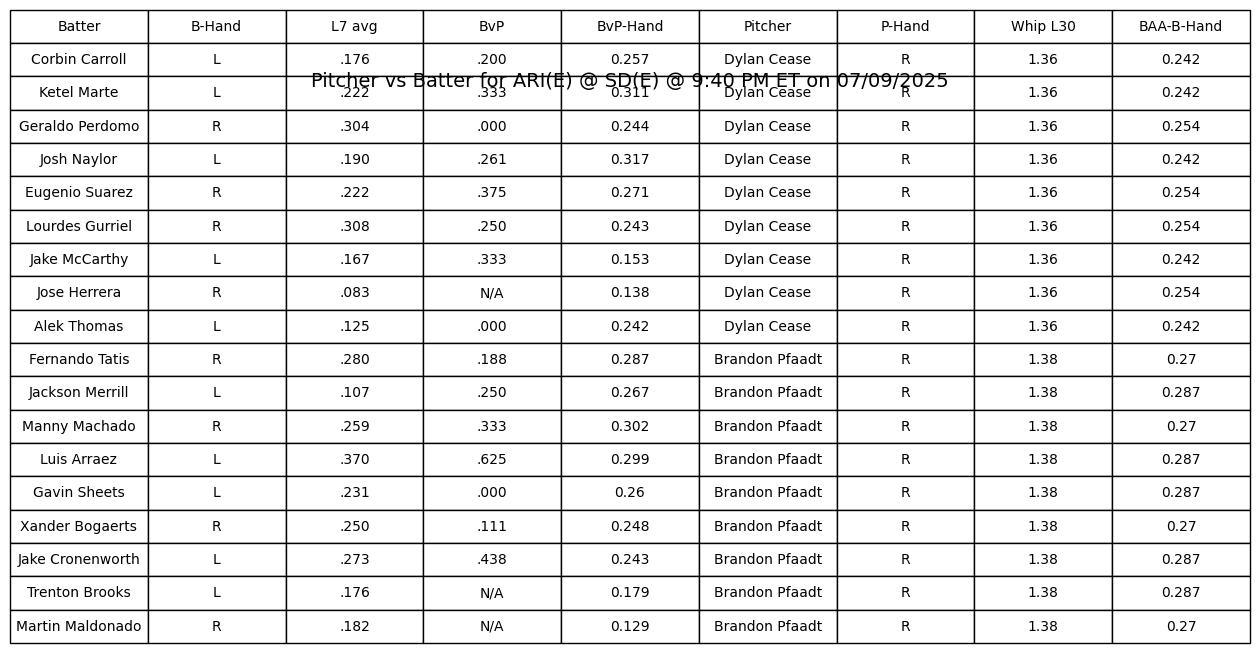 Batter B-Hand L7 avg BvP BvP-Hand Pitcher P-Hand Whip L30 BAA-B-Hand
Corbin Carroll L .176 .200 0.257 Dylan Cease R 1.36 0.242
Pitcher vs Batter for ARI(E) @ SD(E) @ 9:40 PM ET on 07/09/2025
Ketel Marte L .222 .333 0.311 Dylan Cease R 1.36 0.242
Geraldo Perdomo R .304 .000 0.244 Dylan Cease R 1.36 0.254
Josh Naylor L .190 .261 0.317 Dylan Cease R 1.36 0.242
Eugenio Suarez R .222 .375 0.271 Dylan Cease R 1.36 0.254
Lourdes Gurriel R .308 .250 0.243 Dylan Cease R 1.36 0.254
Jake McCarthy L .167 .333 0.153 Dylan Cease R 1.36 0.242
Jose Herrera R .083 N/A 0.138 Dylan Cease R 1.36 0.254
Alek Thomas L .125 .000 0.242 Dylan Cease R 1.36 0.242
Fernando Tatis R .280 .188 0.287 Brandon Pfaadt R 1.38 0.27
Jackson Merrill L .107 .250 0.267 Brandon Pfaadt R 1.38 0.287
Manny Machado R .259 .333 0.302 Brandon Pfaadt R 1.38 0.27
Luis Arraez L .370 .625 0.299 Brandon Pfaadt R 1.38 0.287
Gavin Sheets L .231 .000 0.26 Brandon Pfaadt R 1.38 0.287
Xander Bogaerts R .250 .111 0.248 Brandon Pfaadt R 1.38 0.27
Jake Cronenworth L .273 .438 0.243 Brandon Pfaadt R 1.38 0.287
Trenton Brooks L .176 N/A 0.179 Brandon Pfaadt R 1.38 0.287
Martin Maldonado R .182 N/A 0.129 Brandon Pfaadt R 1.38 0.27